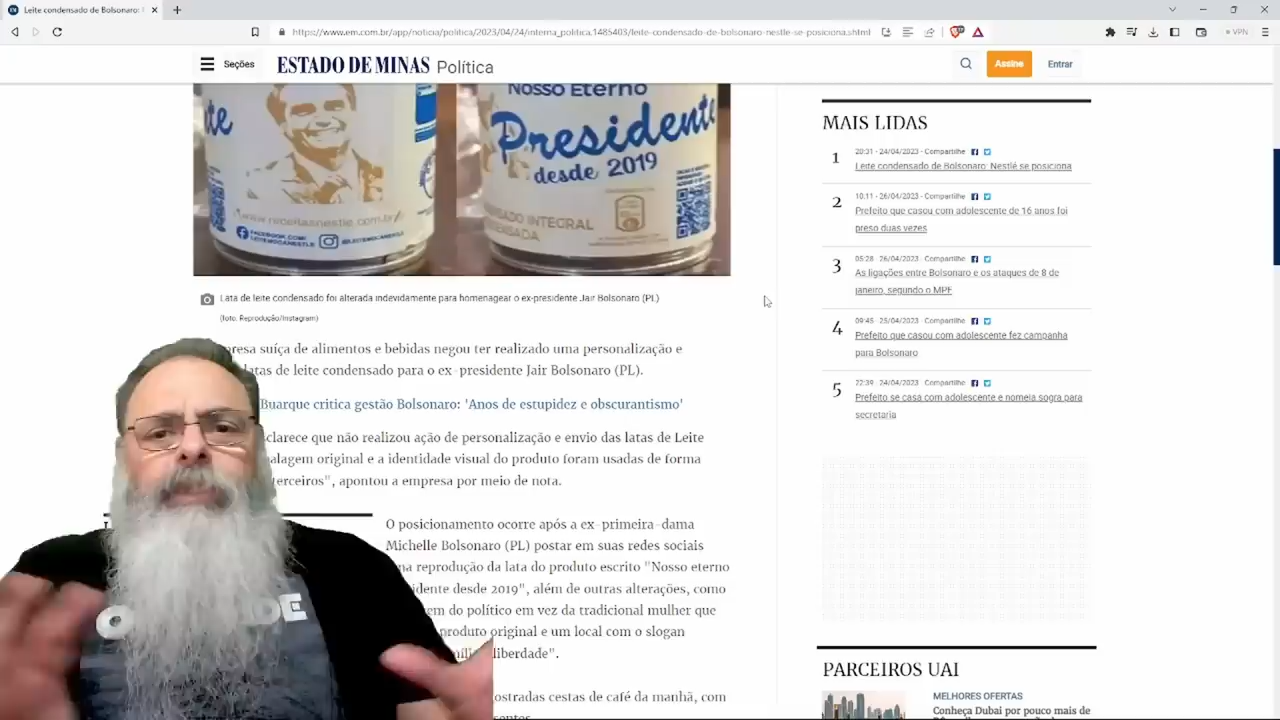 Leite condensado de Bolsonaro: 
https://www.em.com.br/app/noticia/politica/2023/04/24/interna_politica,1485403/leite-condensado-de-bolsonaro-nestle-se-posiciona.shtml
VPN
Seções
ESTADO DE MINAS Política
Assine
Entrar
Nosso Eterno
Presidente
desde 2019
www.receitasnestle.com.br
FACEBOOK.COM/
INTEGRAL
Lata de leite condensado foi alterada indevidamente para homenagear o ex-presidente Jair Bolsonaro (PL)
(foto: Reprodução/Instagram)
presa suíça de alimentos e bebidas negou ter realizado uma personalização e
latas de leite condensado para o ex-presidente Jair Bolsonaro (PL).
Buarque critica gestão Bolsonaro: 'Anos de estupidez e obscurantismo'
clarece que não realizou ação de personalização e envio das latas de Leite
alagem original e a identidade visual do produto foram usadas de forma
terceiros", apontou a empresa por meio de nota.
O posicionamento ocorre após a ex-primeira-dama
Michelle Bolsonaro (PL) postar em suas redes sociais
na reprodução da lata do produto escrito "Nosso eterno
idente desde 2019", além de outras alterações, como
em do político em vez da tradicional mulher que
produto original e um local com o slogan
liberdade".
ostradas cestas de café da manhã, com
MAIS LIDAS
1
20:31 - 24/04/2023 - Compartilhe
Leite condensado de Bolsonaro: Nestlé se posiciona
2
10:11 - 26/04/2023 - Compartilhe
Prefeito que casou com adolescente de 16 anos foi
preso duas vezes
3
05:28 - 26/04/2023 - Compartilhe
As ligações entre Bolsonaro e os ataques de 8 de
janeiro, segundo o MPF
4
09:45 - 25/04/2023 - Compartilhe
Prefeito que casou com adolescente fez campanha
para Bolsonaro
5
22:39 - 24/04/2023 - Compartilhe
Prefeito se casa com adolescente e nomeia sogra para
secretaria
PARCEIROS UAI
MELHORES OFERTAS
Conheça Dubai por pouco mais de